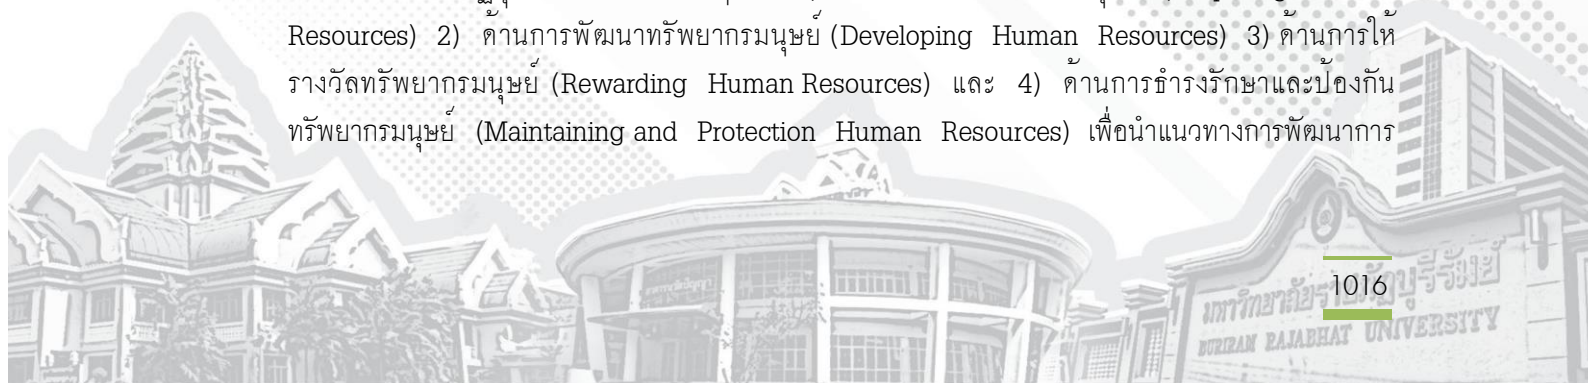 Resources) 2) ด้านการพัฒนาทรัพยากรมนุษย์ (Developing Human Resources) 3) ด้านการให้
รางวัลทรัพยากรมนุษย์ (Rewarding Human Resources) และ 4) ด้านการธำรงรักษาและป้องกัน
ทรัพยากรมนุษย์ (Maintaining and Protection Human Resources) เพื่อนำแนวทางการพัฒนาการ
1016
BURIRAM RAJABHAT UNIVERSITY